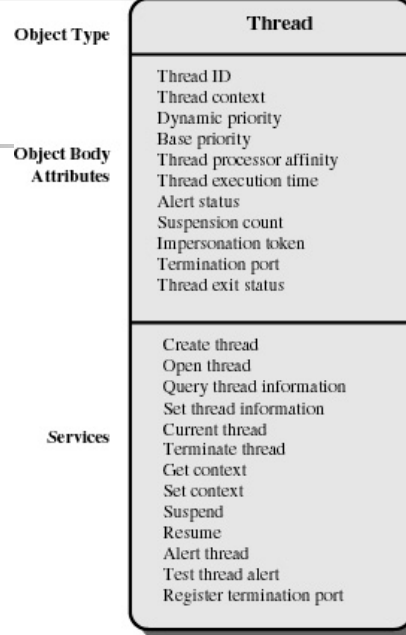 Object Type
Thread
Object Body
Attributes
Thread ID
Thread context
Dynamic priority
Base priority
Thread processor affinity
Thread execution time
Alert status
Suspension count
Impersonation token
Termination port
Thread exit status
Services
Create thread
Open thread
Query thread information
Set thread information
Current thread
Terminate thread
Get context
Set context
Suspend
Resume
Alert thread
Test thread alert
Register termination port